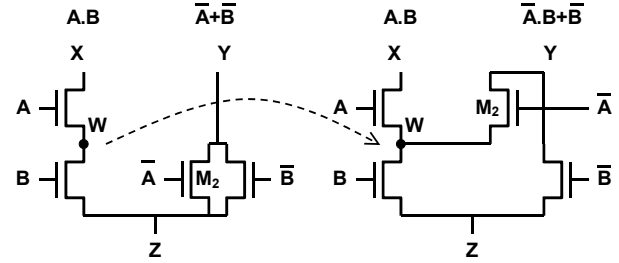 A.B A̅+B̅ A.B A̅.B+B̅
X Y X Y
A W A W M₂ A̅
B A̅ M₂ B̅ B B̅
Z Z